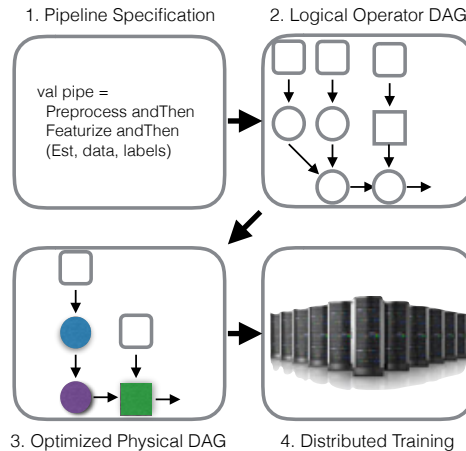 1. Pipeline Specification
2. Logical Operator DAG
val pipe =
Preprocess andThen
Featurize andThen
(Est, data, labels)
3. Optimized Physical DAG
4. Distributed Training